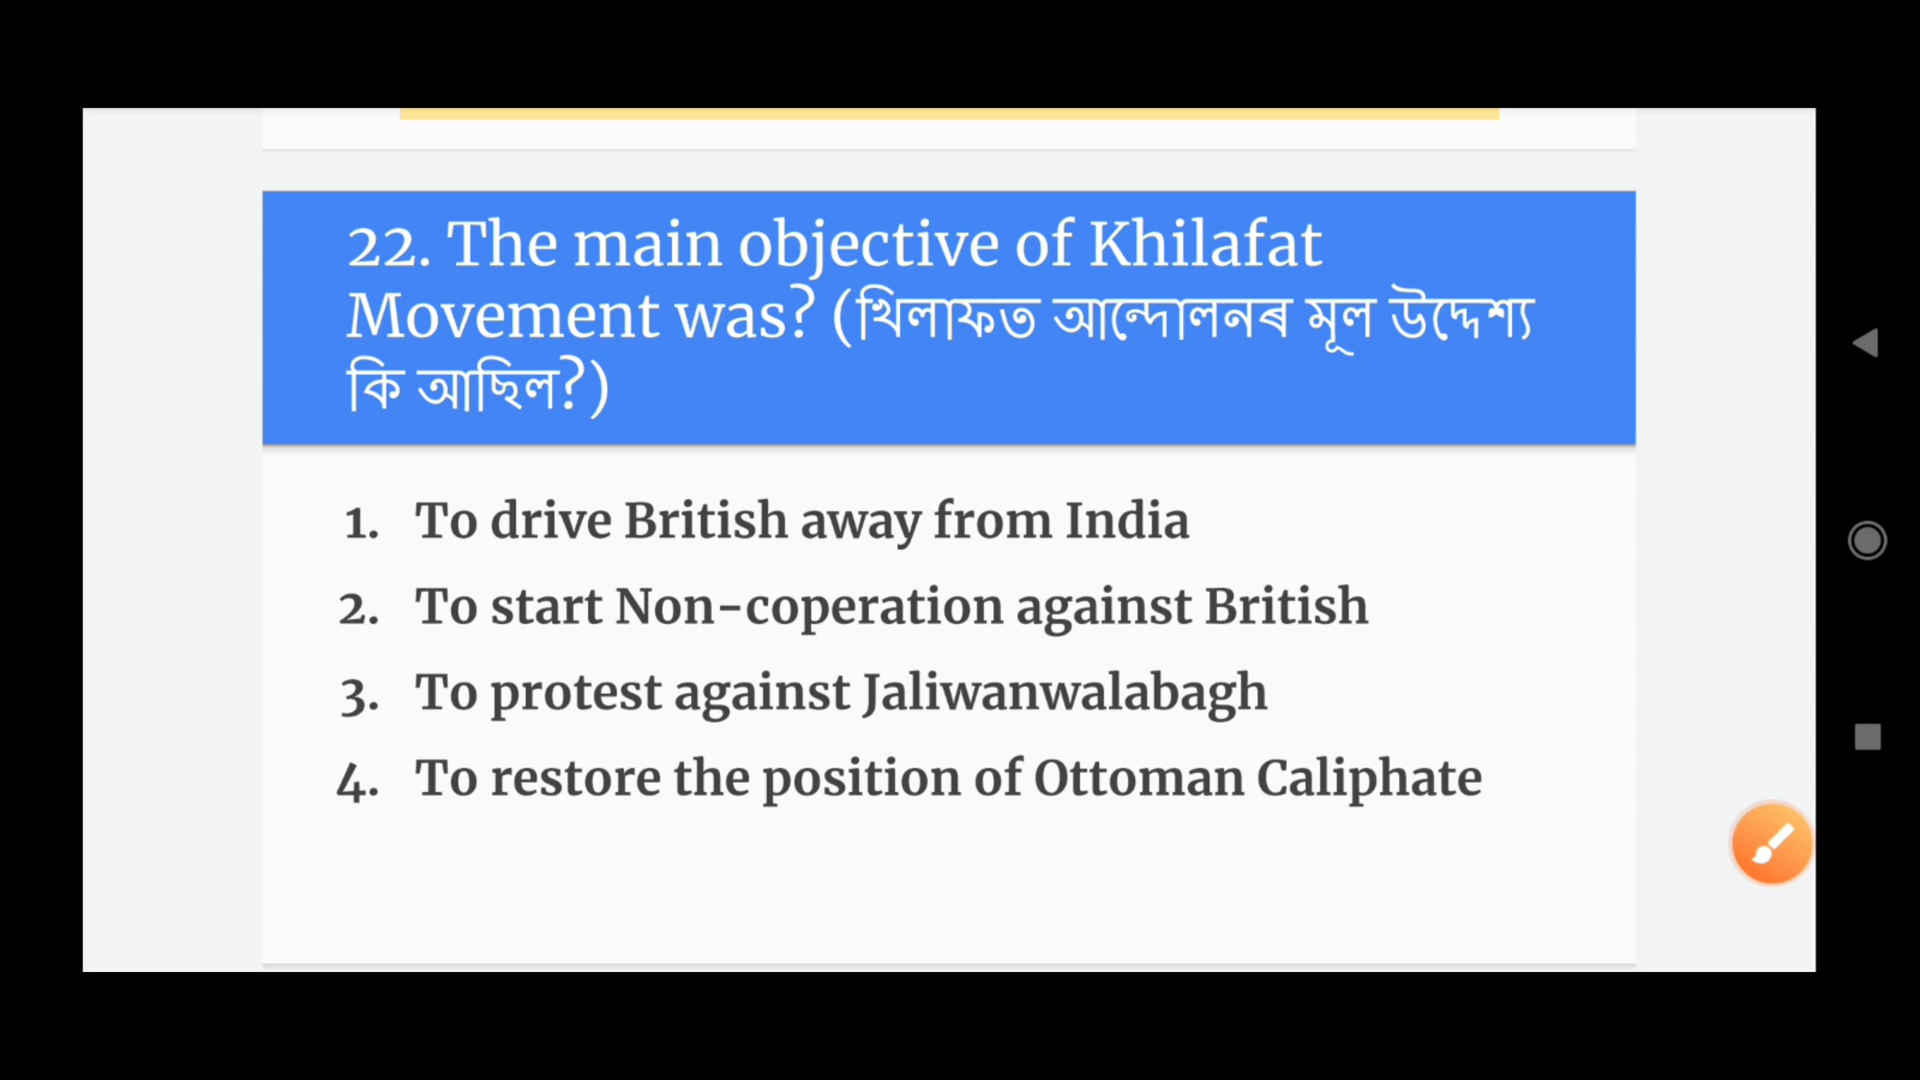 22. The main objective of Khilafat
Movement was? (খিলাফত আন্দোলনৰ মূল উদ্দেশ্য
কি আছিল?)
1. To drive British away from India
2. To start Non-coperation against British
3. To protest against Jaliwanwalabagh
4. To restore the position of Ottoman Caliphate